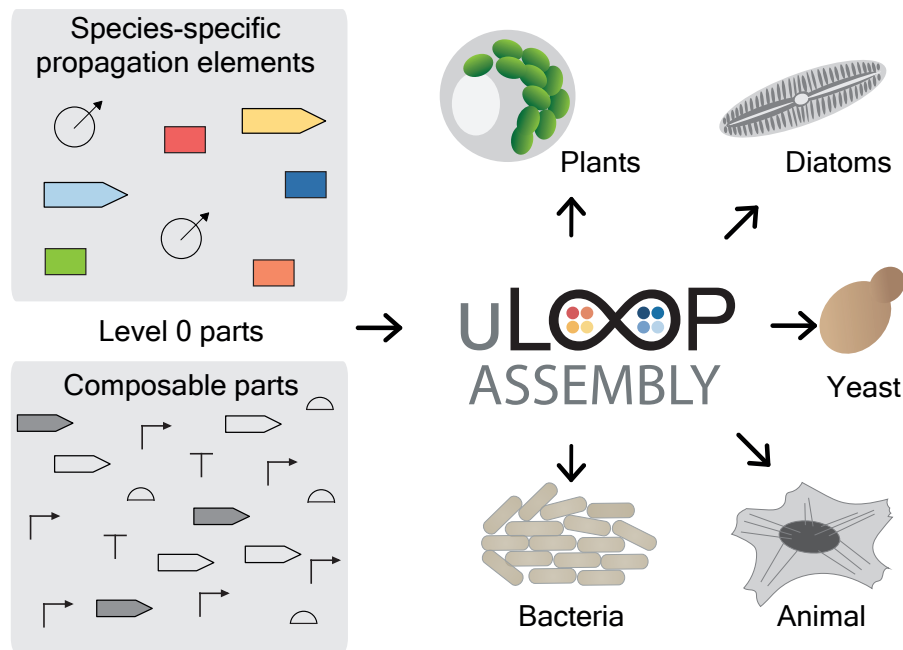 Species-specific
propagation elements
Level 0 parts
Composable parts
uLOOP
ASSEMBLY
Plants
Diatoms
Yeast
Bacteria
Animal